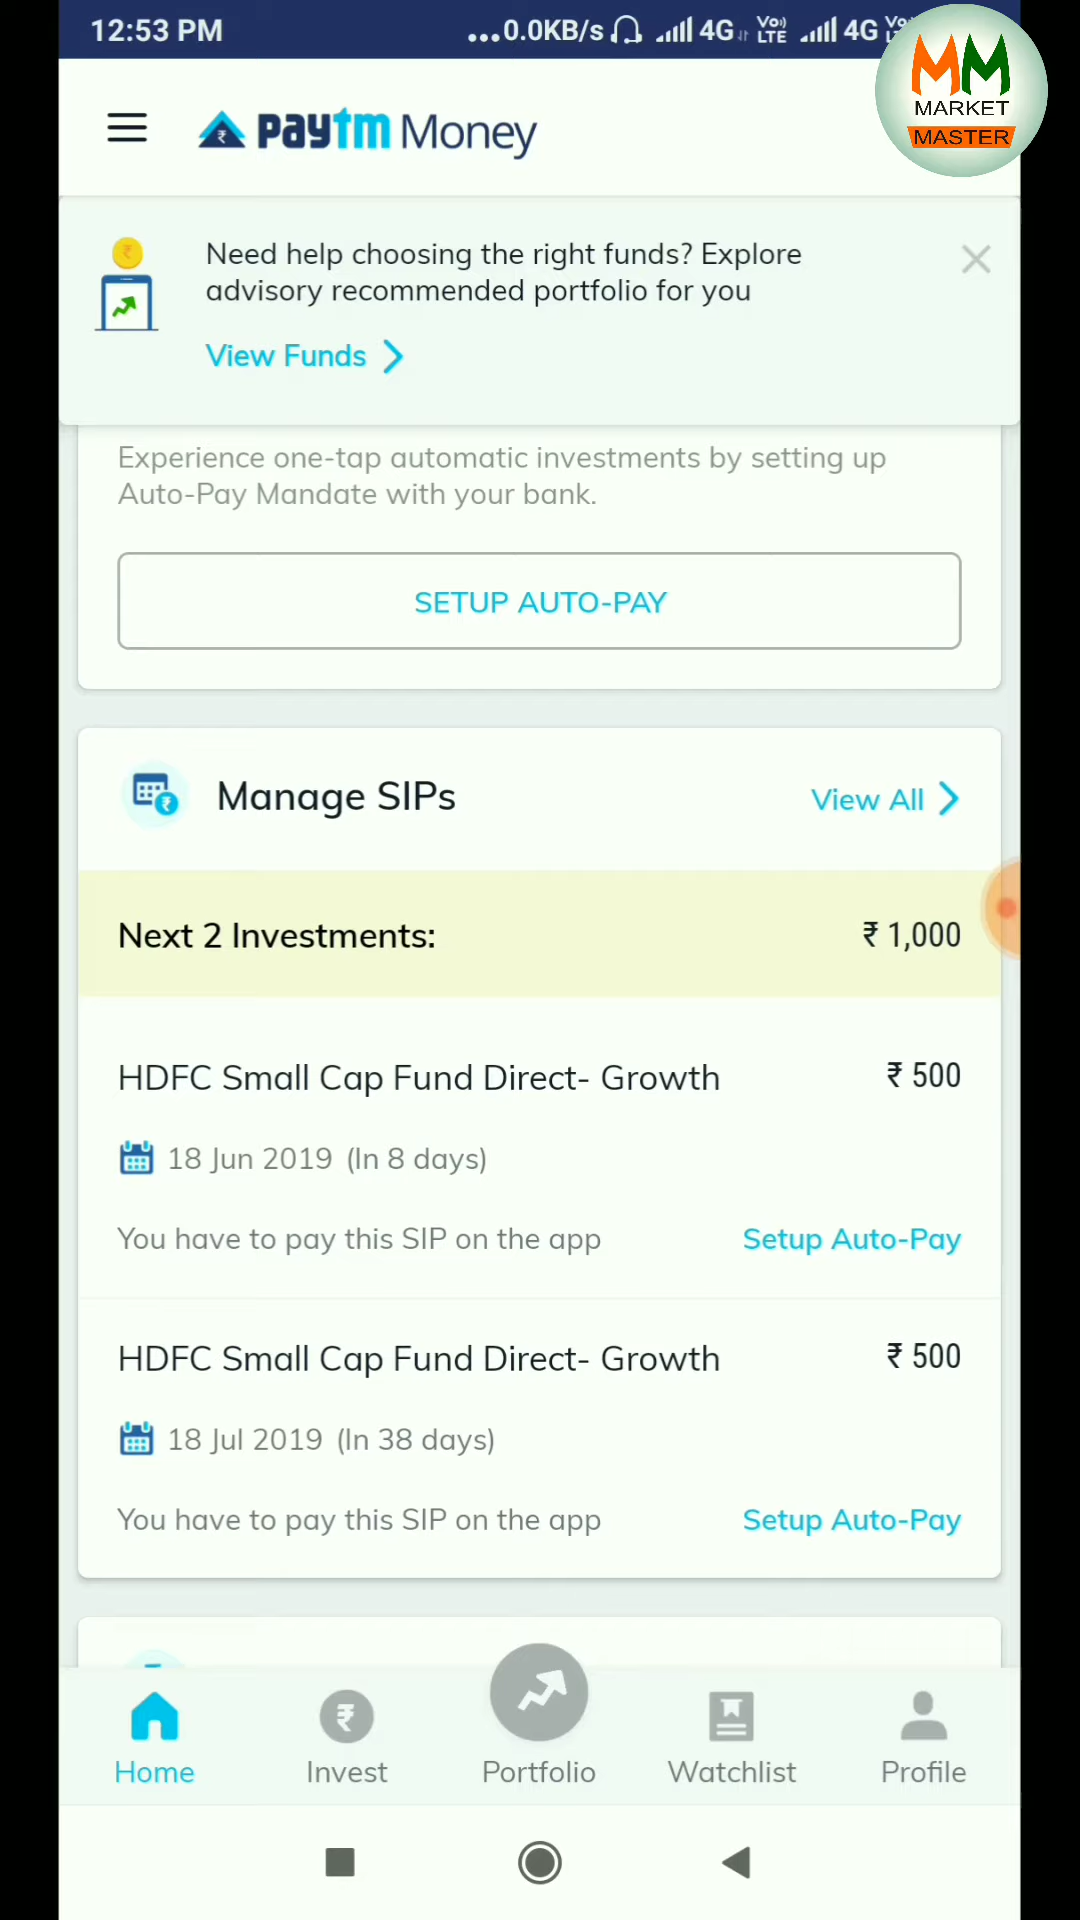 12:53 PM
...0.0KB/s 4G VoLTE 4G
MM
MARKET
MASTER
paytm Money
Need help choosing the right funds? Explore
advisory recommended portfolio for you
View Funds
Experience one-tap automatic investments by setting up
Auto-Pay Mandate with your bank.
SETUP AUTO-PAY
Manage SIPs
View All
Next 2 Investments:
₹ 1,000
HDFC Small Cap Fund Direct- Growth
₹ 500
18 Jun 2019 (In 8 days)
You have to pay this SIP on the app
Setup Auto-Pay
HDFC Small Cap Fund Direct- Growth
₹ 500
18 Jul 2019 (In 38 days)
You have to pay this SIP on the app
Setup Auto-Pay
Home
Invest
Portfolio
Watchlist
Profile